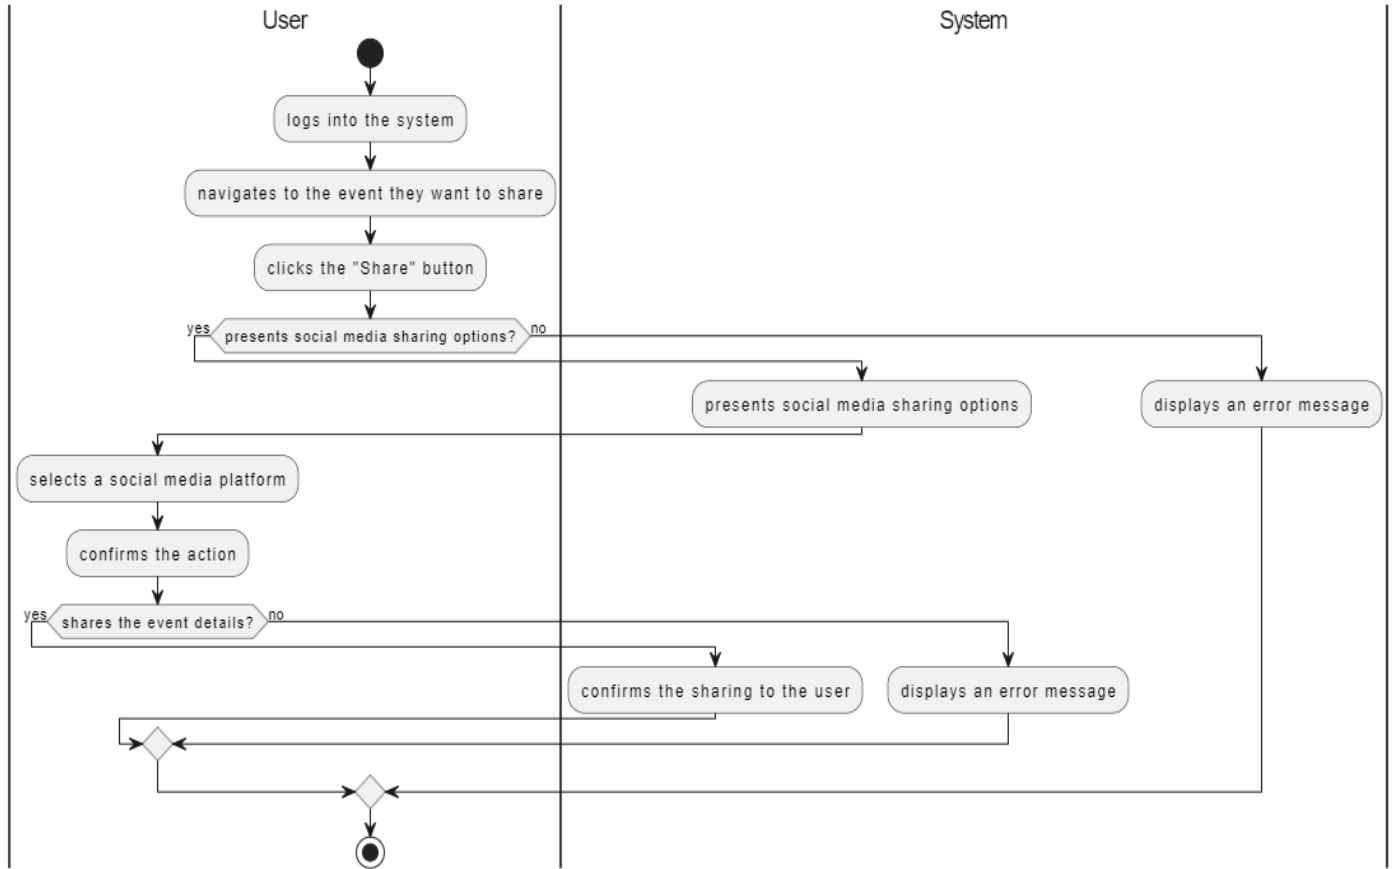 User
System
logs into the system
navigates to the event they want to share
clicks the "Share" button
yes
presents social media sharing options?
no
presents social media sharing options
displays an error message
selects a social media platform
confirms the action
yes
shares the event details?
no
confirms the sharing to the user
displays an error message